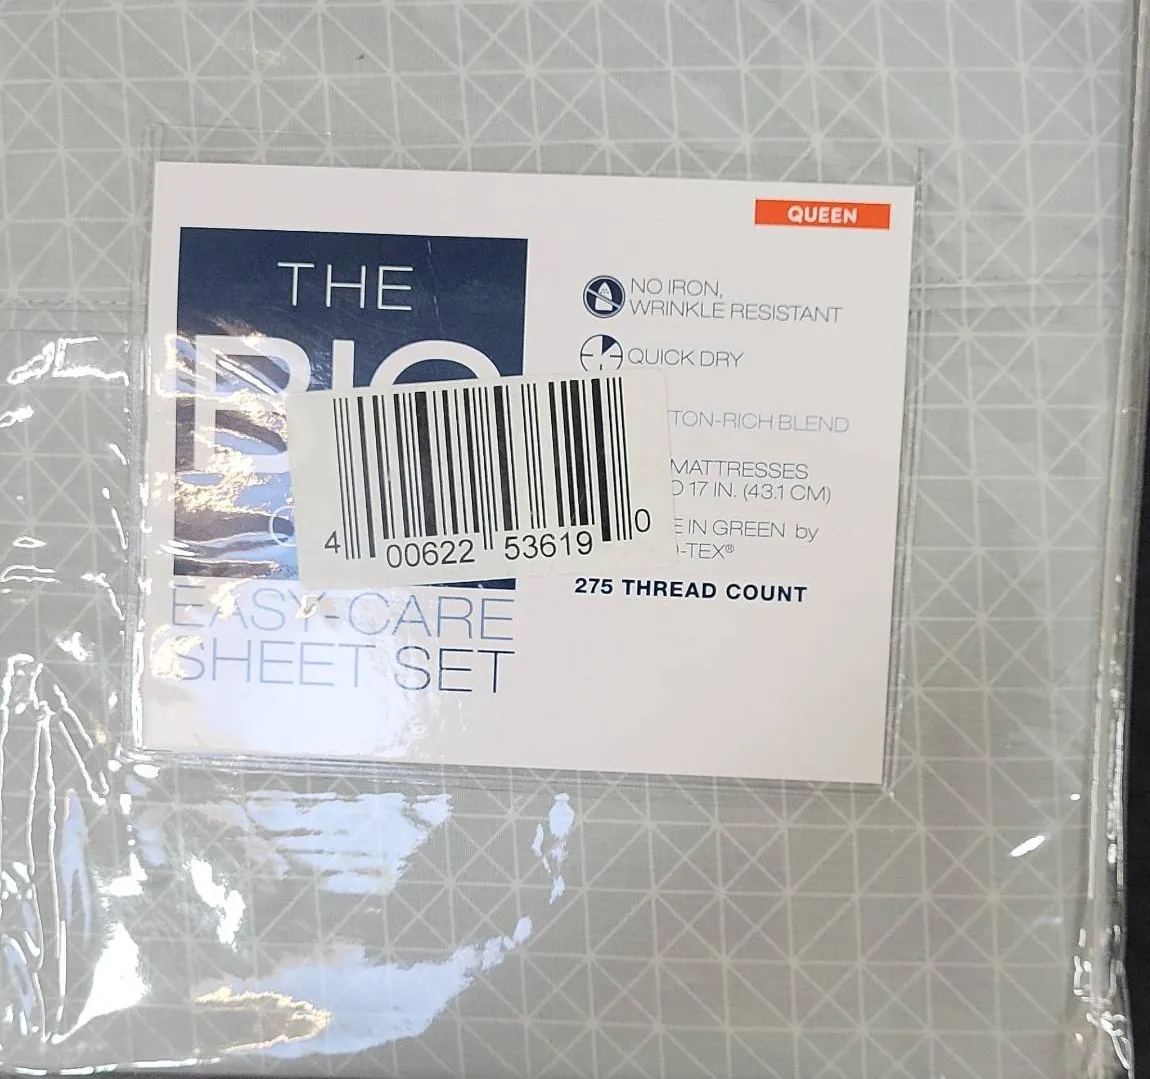 QUEEN
THE
BIG
EASY-CARE
SHEET SET
NO IRON,
WRINKLE RESISTANT
QUICK DRY
TON-RICH BLEND
MATTRESSES
O 17 IN. (43.1 CM)
E IN GREEN by
-TEX®
275 THREAD COUNT
4 00622 53619 0